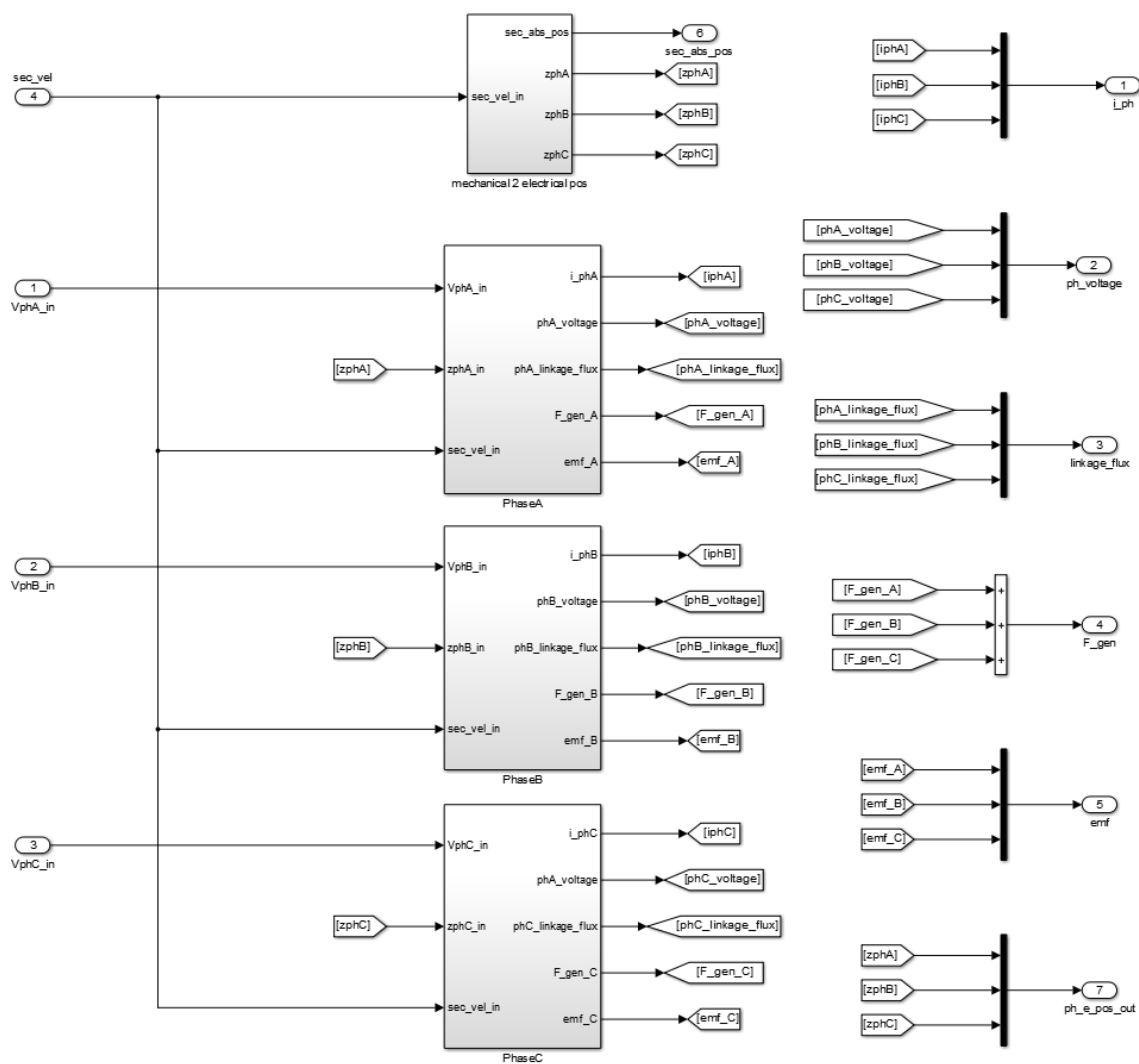 sec_vel
4
sec_vel_in
sec_abs_pos
zphA
zphB
zphC
mechanical 2 electrical pos
6
sec_abs_pos
[zphA]
[zphB]
[zphC]
[iphA]
[iphB]
[iphC]
1
i_ph
1
VphA_in
[zphA]
VphA_in
zphA_in
sec_vel_in
i_phA
phA_voltage
phA_linkage_flux
F_gen_A
emf_A
PhaseA
[iphA]
[phA_voltage]
[phA_linkage_flux]
[F_gen_A]
[emf_A]
[phA_voltage]
[phB_voltage]
[phC_voltage]
2
ph_voltage
[phA_linkage_flux]
[phB_linkage_flux]
[phC_linkage_flux]
3
linkage_flux
2
VphB_in
[zphB]
VphB_in
zphB_in
sec_vel_in
i_phB
phB_voltage
phB_linkage_flux
F_gen_B
emf_B
PhaseB
[iphB]
[phB_voltage]
[phB_linkage_flux]
[F_gen_B]
[emf_B]
[F_gen_A]
[F_gen_B]
[F_gen_C]
+
+
+
4
F_gen
3
VphC_in
[zphC]
VphC_in
zphC_in
sec_vel_in
i_phC
phA_voltage
phC_linkage_flux
F_gen_C
emf_C
PhaseC
[iphC]
[phC_voltage]
[phC_linkage_flux]
[F_gen_C]
[emf_C]
[emf_A]
[emf_B]
[emf_C]
5
emf
[zphA]
[zphB]
[zphC]
7
ph_e_pos_out